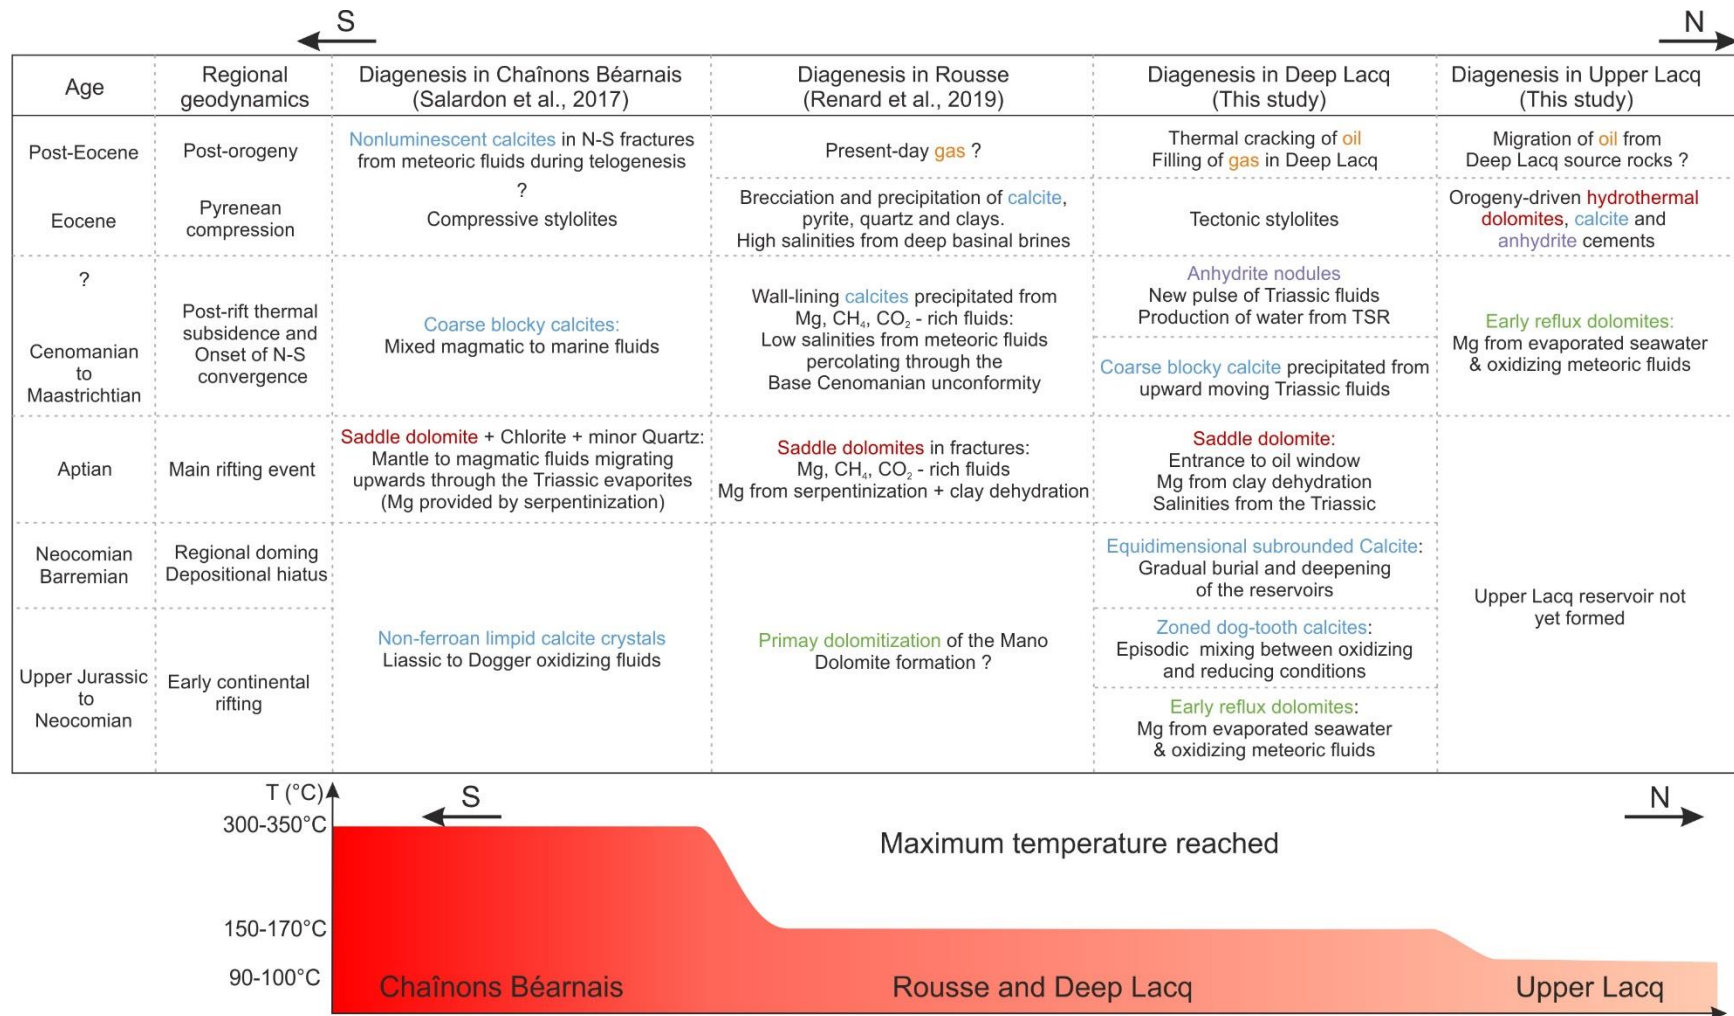 S
N
Age
Regional
geodynamics
Diagenesis in Chaînons Béarnais
(Salardon et al., 2017)
Diagenesis in Rousse
(Renard et al., 2019)
Diagenesis in Deep Lacq
(This study)
Diagenesis in Upper Lacq
(This study)
Post-Eocene
Post-orogeny
Nonluminescent calcites in N-S fractures
from meteoric fluids during telogenesis
?
Present-day gas ?
Thermal cracking of oil
Filling of gas in Deep Lacq
Migration of oil from
Deep Lacq source rocks ?
Eocene
Pyrenean
compression
Compressive stylolites
Brecciation and precipitation of calcite,
pyrite, quartz and clays.
High salinities from deep basinal brines
Tectonic stylolites
Orogeny-driven hydrothermal
dolomites, calcite and
anhydrite cements
?
Cenomanian
to
Maastrichtian
Post-rift thermal
subsidence and
Onset of N-S
convergence
Coarse blocky calcites:
Mixed magmatic to marine fluids
Wall-lining calcites precipitated from
Mg, CH₄, CO₂ - rich fluids:
Low salinities from meteoric fluids
percolating through the
Base Cenomanian unconformity
Anhydrite nodules
New pulse of Triassic fluids
Production of water from TSR
Coarse blocky calcite precipitated from
upward moving Triassic fluids
Early reflux dolomites:
Mg from evaporated seawater
& oxidizing meteoric fluids
Aptian
Main rifting event
Saddle dolomite + Chlorite + minor Quartz:
Mantle to magmatic fluids migrating
upwards through the Triassic evaporites
(Mg provided by serpentinization)
Saddle dolomites in fractures:
Mg, CH₄, CO₂ - rich fluids
Mg from serpentinization + clay dehydration
Saddle dolomite:
Entrance to oil window
Mg from clay dehydration
Salinities from the Triassic
Neocomian
Barremian
Regional doming
Depositional hiatus
Equidimensional subrounded Calcite:
Gradual burial and deepening
of the reservoirs
Upper Lacq reservoir not
yet formed
Upper Jurassic
to
Neocomian
Early continental
rifting
Non-ferroan limpid calcite crystals
Liassic to Dogger oxidizing fluids
Primay dolomitization of the Mano
Dolomite formation ?
Zoned dog-tooth calcites:
Episodic mixing between oxidizing
and reducing conditions
Early reflux dolomites:
Mg from evaporated seawater
& oxidizing meteoric fluids
T (°C)
S
N
300-350°C
Maximum temperature reached
150-170°C
90-100°C
Chaînons Béarnais
Rousse and Deep Lacq
Upper Lacq